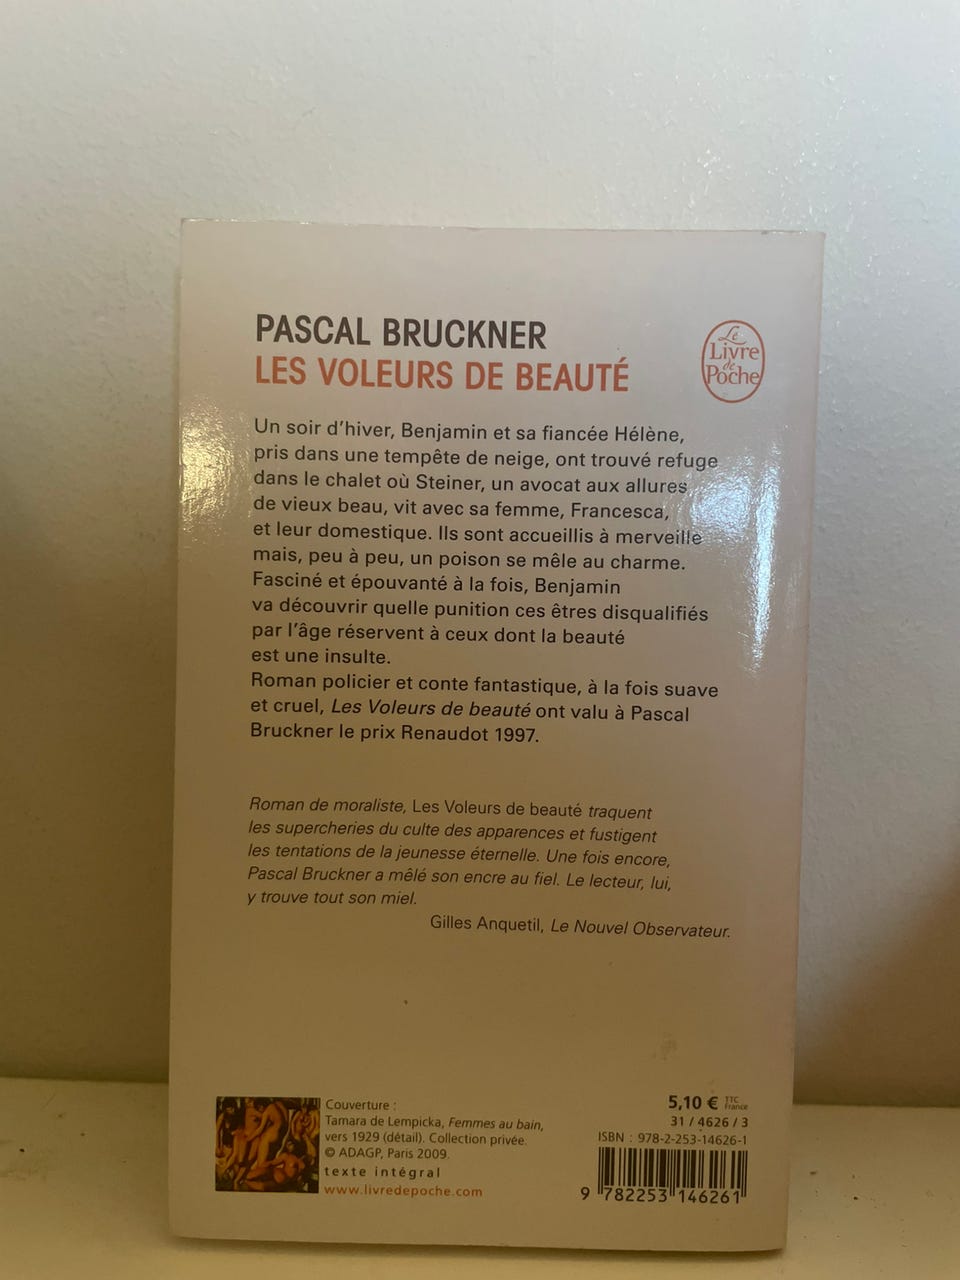 PASCAL BRUCKNER
LES VOLEURS DE BEAUTÉ
Le
Livre
de
Poche
Un soir d'hiver, Benjamin et sa fiancée Hélène,
pris dans une tempête de neige, ont trouvé refuge
dans le chalet où Steiner, un avocat aux allures
de vieux beau, vit avec sa femme, Francesca,
et leur domestique. Ils sont accueillis à merveille
mais, peu à peu, un poison se mêle au charme.
Fasciné et épouvanté à la fois, Benjamin
va découvrir quelle punition ces êtres disqualifiés
par l'âge réservent à ceux dont la beauté
est une insulte.
Roman policier et conte fantastique, à la fois suave
et cruel, Les Voleurs de beauté ont valu à Pascal
Bruckner le prix Renaudot 1997.
Roman de moraliste, Les Voleurs de beauté traquent
les supercheries du culte des apparences et fustigent
les tentations de la jeunesse éternelle. Une fois encore,
Pascal Bruckner a mêlé son encre au fiel. Le lecteur, lui,
y trouve tout son miel.
Gilles Anquetil, Le Nouvel Observateur.
Couverture :
Tamara de Lempicka, Femmes au bain,
vers 1929 (détail). Collection privée.
© ADAGP, Paris 2009.
texte intégral
www.livredepoche.com
5,10 € TTC France
31 / 4626 / 3
ISBN : 978-2-253-14626-1
9 782253 146261